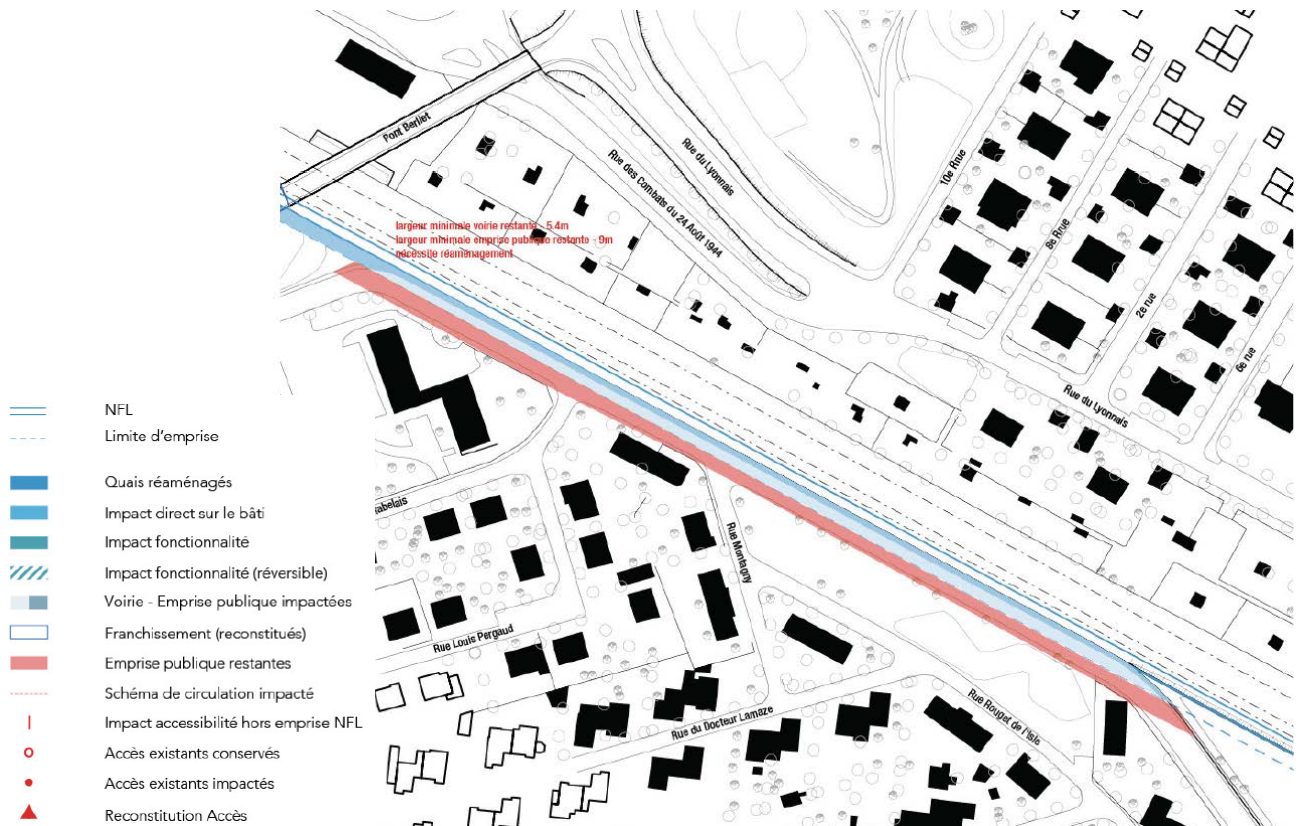 Pont Berliet
Rue du Lyonnais
Rue des Combats du 24 Août 1944
10e Rrue
8e Rrue
2e rue
6e rue
largeur minimale voirie restante - 5.4m
largeur minimale emprise publique restante - 9m
nécessite réaménagement
Rue du Lyonnais
abelais
Rue Montagny
Rue Louis Pergaud
Rue du Docteur Lamaze
Rue Rouget de l'Isle
NFL
Limite d'emprise
Quais réaménagés
Impact direct sur le bâti
Impact fonctionnalité
Impact fonctionnalité (réversible)
Voirie - Emprise publique impactées
Franchissement (reconstitués)
Emprise publique restantes
Schéma de circulation impacté
Impact accessibilité hors emprise NFL
Accès existants conservés
Accès existants impactés
Reconstitution Accès